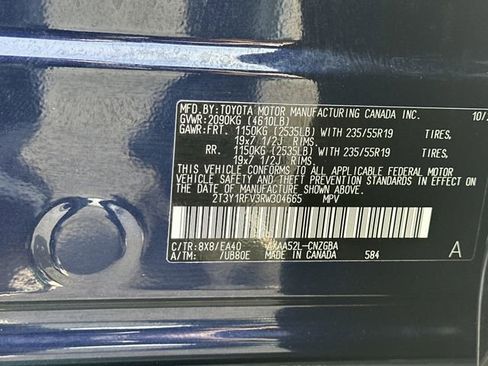 MFD.BY:TOYOTA MOTOR MANUFACTURING CANADA INC. 10/
GVWR:2090KG (4610LB)
GAWR:FRT. 1150KG (2535LB) WITH 235/55R19 TIRES,
19x7 1/2J RIMS.
RR. 1150KG (2535LB) WITH 235/55R19 TIRES,
19x7 1/2J RIMS.
THIS VEHICLE CONFORMS TO ALL APPLICABLE FEDERAL MOTOR
VEHICLE SAFETY STANDARDS IN EFFECT ON THE DATE OF
MANUFACTURE SHOWN ABOVE.
2T3Y1RFV3RW304665 MPV
C/TR:8X8/EA40 AXAA52L-CNZGBA A
A/TM: /UB80E MADE IN CANADA 584